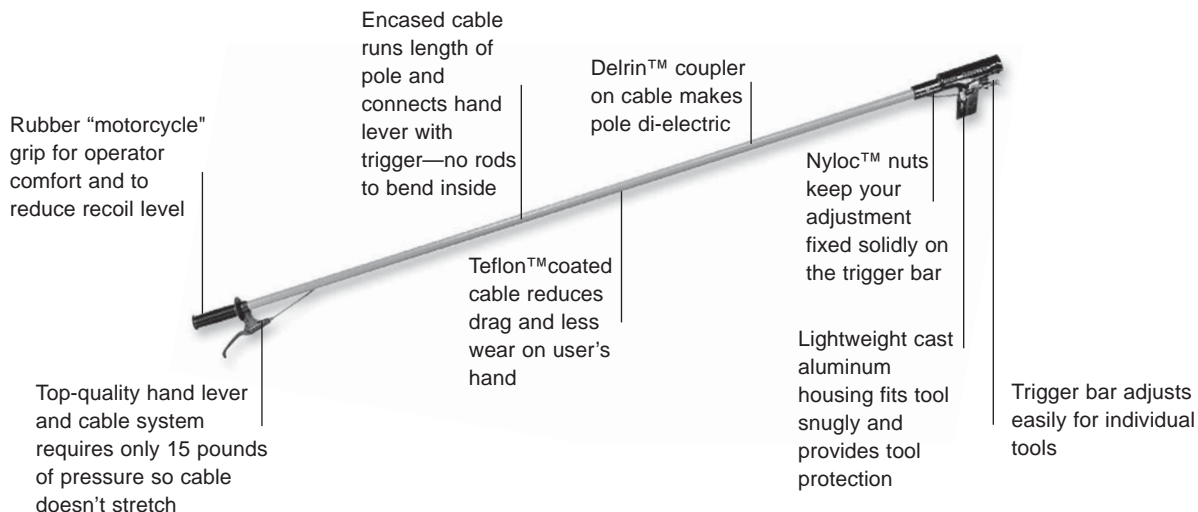 Encased cable
runs length of
pole and
connects hand
lever with
trigger—no rods
to bend inside
Delrin™ coupler
on cable makes
pole di-electric
Rubber “motorcycle"
grip for operator
comfort and to
reduce recoil level
Nyloc™ nuts
keep your
adjustment
fixed solidly on
the trigger bar
Teflon™coated
cable reduces
drag and less
wear on user’s
hand
Lightweight cast
aluminum
housing fits tool
snugly and
provides tool
protection
Trigger bar adjusts
easily for individual
tools
Top-quality hand lever
and cable system
requires only 15 pounds
of pressure so cable
doesn’t stretch